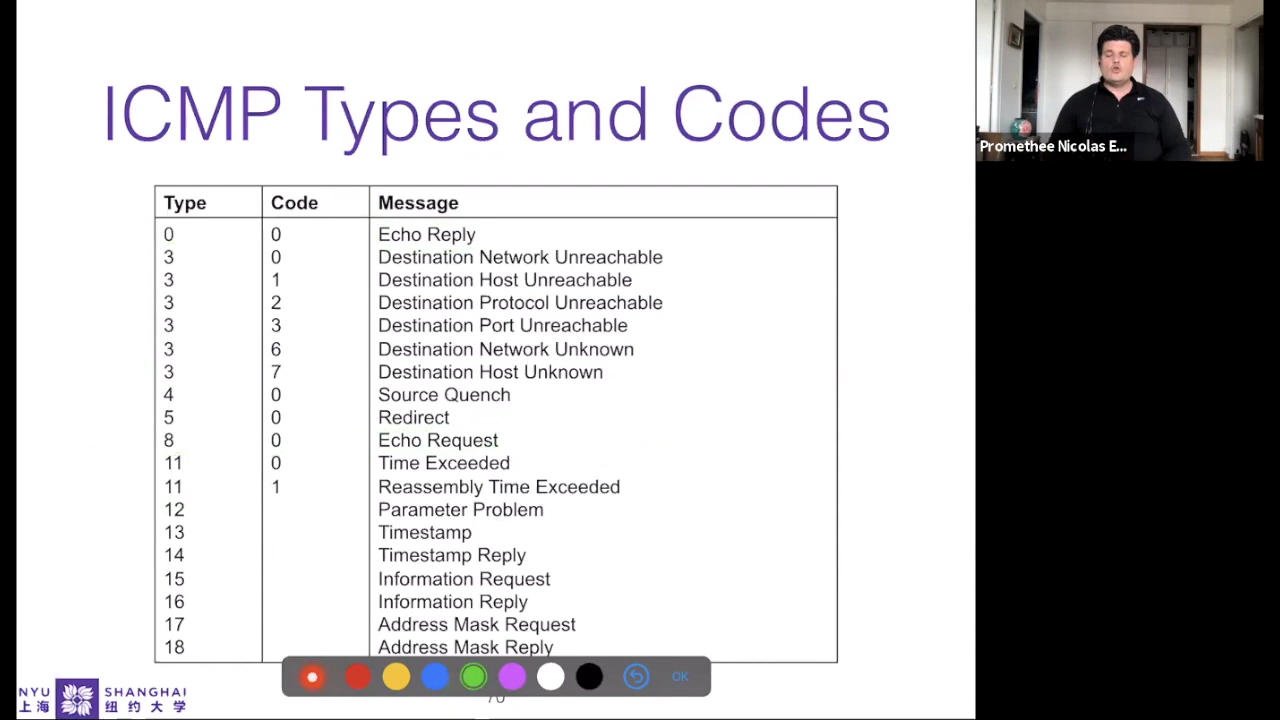 ICMP Types and Codes
Type Code Message
0 0 Echo Reply
3 0 Destination Network Unreachable
3 1 Destination Host Unreachable
3 2 Destination Protocol Unreachable
3 3 Destination Port Unreachable
3 6 Destination Network Unknown
3 7 Destination Host Unknown
4 0 Source Quench
5 0 Redirect
8 0 Echo Request
11 0 Time Exceeded
11 1 Reassembly Time Exceeded
12 Parameter Problem
13 Timestamp
14 Timestamp Reply
15 Information Request
16 Information Reply
17 Address Mask Request
18 Address Mask Reply
OK
NYU SHANGHAI
上海 纽约大学
Promethee Nicolas E...